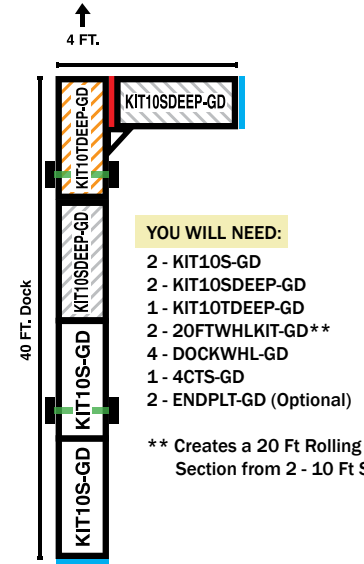 4 FT.
KIT10TDEEP-GD
KIT10SDEEP-GD
KIT10SDEEP-GD
40 FT. Dock
KIT10S-GD
KIT10S-GD
YOU WILL NEED:
2 - KIT10S-GD
2 - KIT10SDEEP-GD
1 - KIT10TDEEP-GD
2 - 20FTWHLKIT-GD**
4 - DOCKWHL-GD
1 - 4CTS-GD
2 - ENDPLT-GD (Optional)
** Creates a 20 Ft Rolling
Section from 2 - 10 Ft S